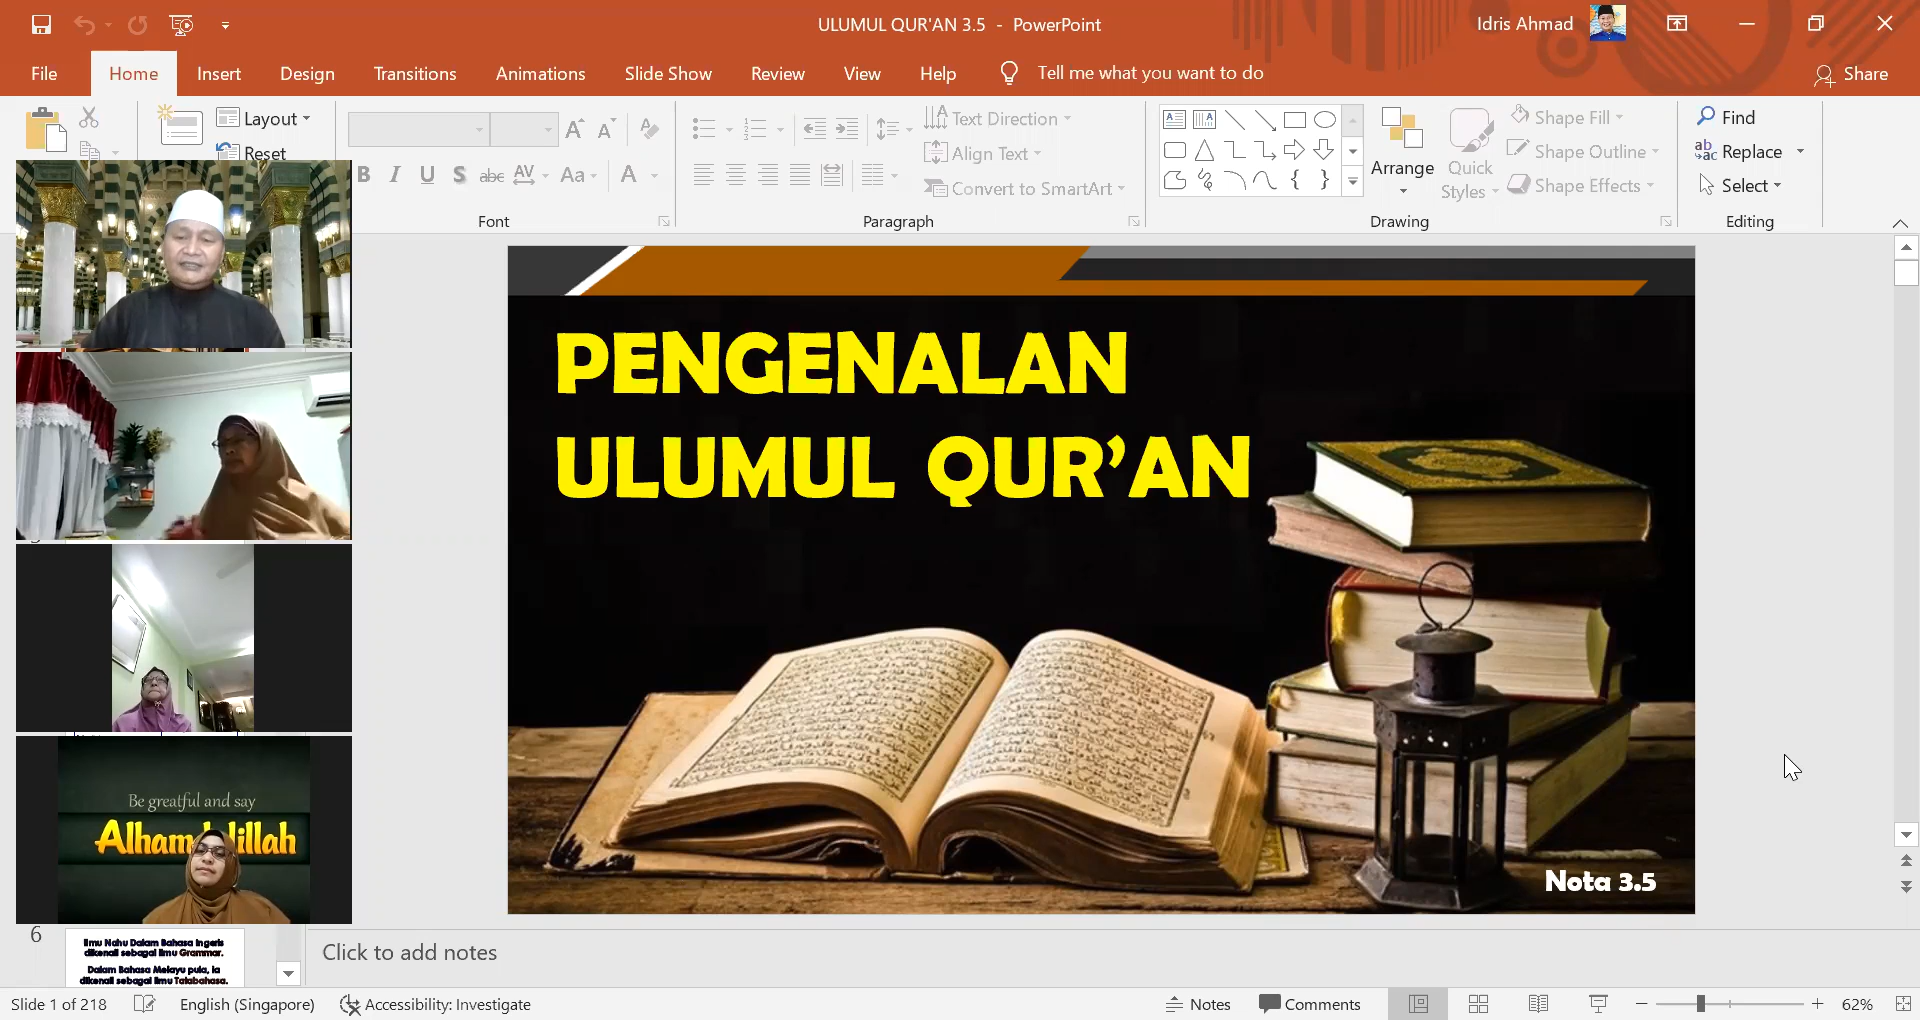 ULUMUL QUR'AN 3.5 - PowerPoint
Idris Ahmad
File Home Insert Design Transitions Animations Slide Show Review View Help Tell me what you want to do Share
Layout
Reset
Text Direction
Align Text
Convert to SmartArt
Arrange
Quick
Styles
Shape Fill
Shape Outline
Shape Effects
Find
Replace
Select
Font
Paragraph
Drawing
Editing
PENGENALAN
ULUMUL QUR’AN
Nota 3.5
Be greatful and say
6
Ilmu Nahu Dalam Bahasa Ingeris
dikenali sebagai Ilmu Grammar.
Dalam Bahasa Melayu pula, ia
dikenali sebagai Ilmu Tatabahasa.
Click to add notes
Slide 1 of 218 English (Singapore) Accessibility: Investigate Notes Comments 62%